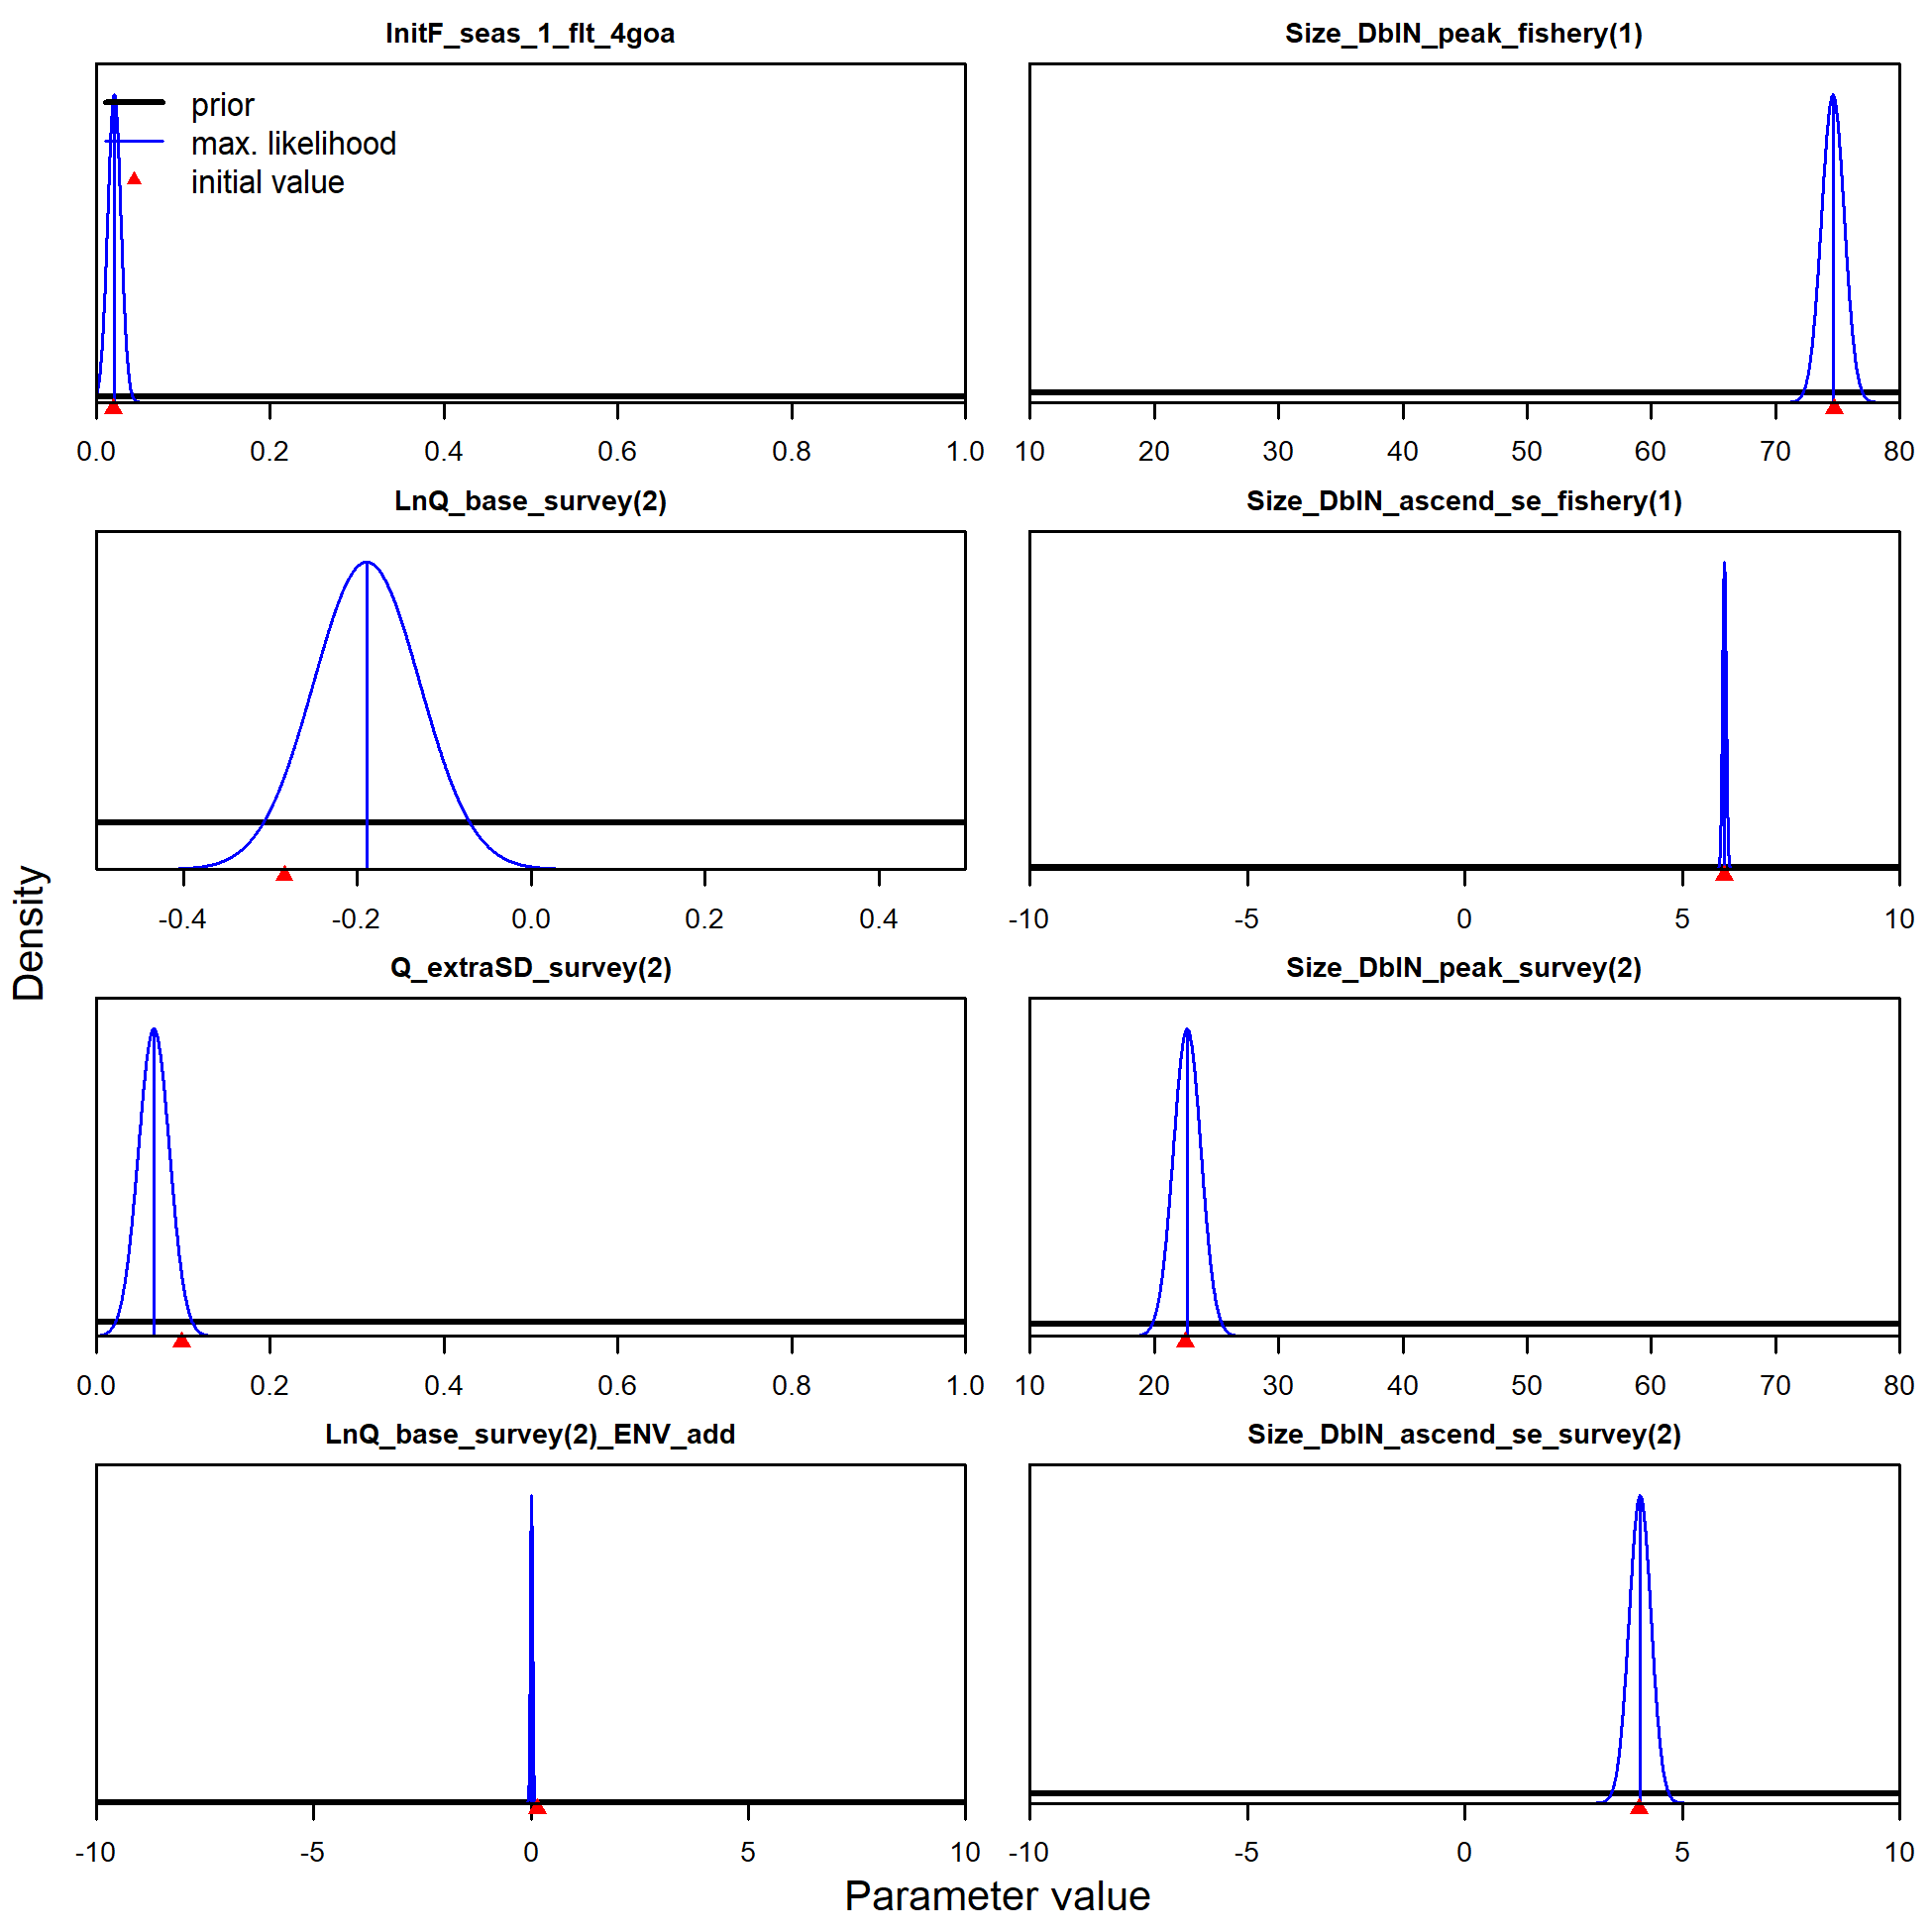 InitF_seas_1_flt_4goa
prior
max. likelihood
initial value
0.0 0.2 0.4 0.6 0.8 1.0
Size_DblN_peak_fishery(1)
10 20 30 40 50 60 70 80
LnQ_base_survey(2)
-0.4 -0.2 0.0 0.2 0.4
Size_DblN_ascend_se_fishery(1)
-10 -5 0 5 10
Q_extraSD_survey(2)
0.0 0.2 0.4 0.6 0.8 1.0
Size_DblN_peak_survey(2)
10 20 30 40 50 60 70 80
LnQ_base_survey(2)_ENV_add
-10 -5 0 5 10
Size_DblN_ascend_se_survey(2)
-10 -5 0 5 10
Density
Parameter value